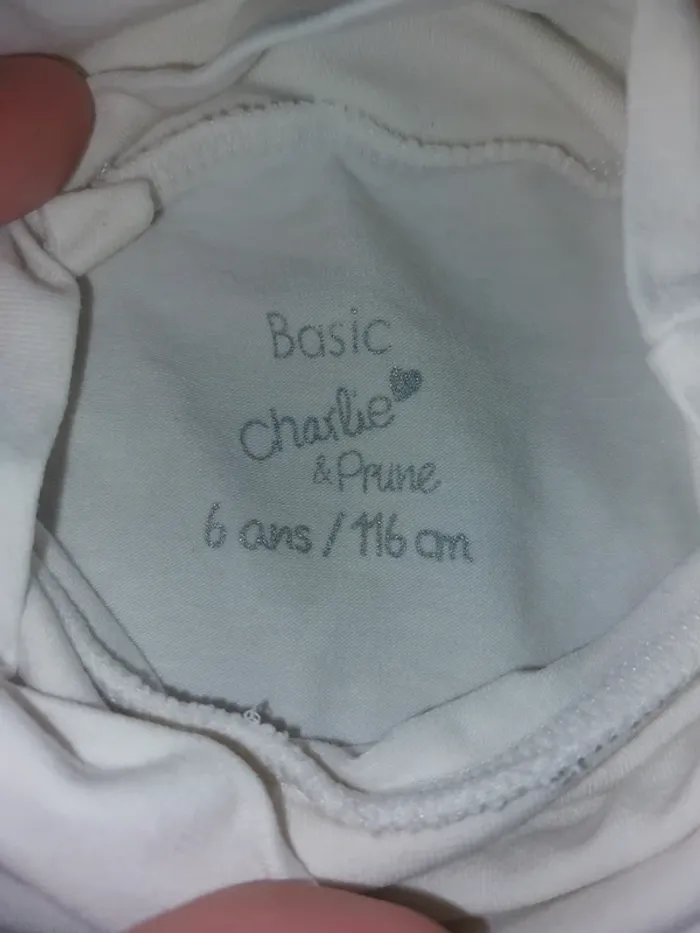 Basic
charlie
& Prune
6 ans / 116 cm